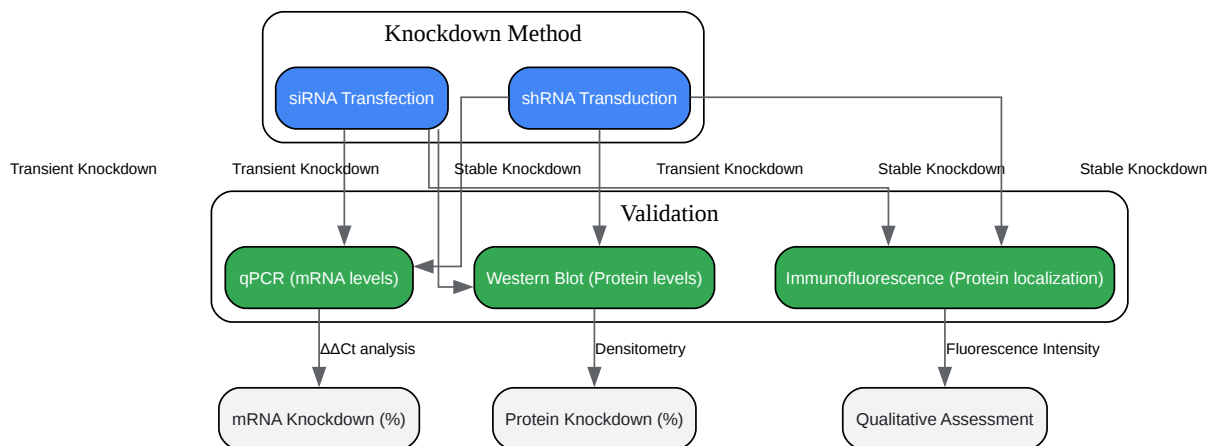 Knockdown Method
siRNA Transfection
shRNA Transduction
Transient Knockdown
Transient Knockdown
Stable Knockdown
Transient Knockdown
Stable Knockdown
Stable Knockdown
Validation
qPCR (mRNA levels)
Western Blot (Protein levels)
Immunofluorescence (Protein localization)
ΔΔCt analysis
Densitometry
Fluorescence Intensity
mRNA Knockdown (%)
Protein Knockdown (%)
Qualitative Assessment